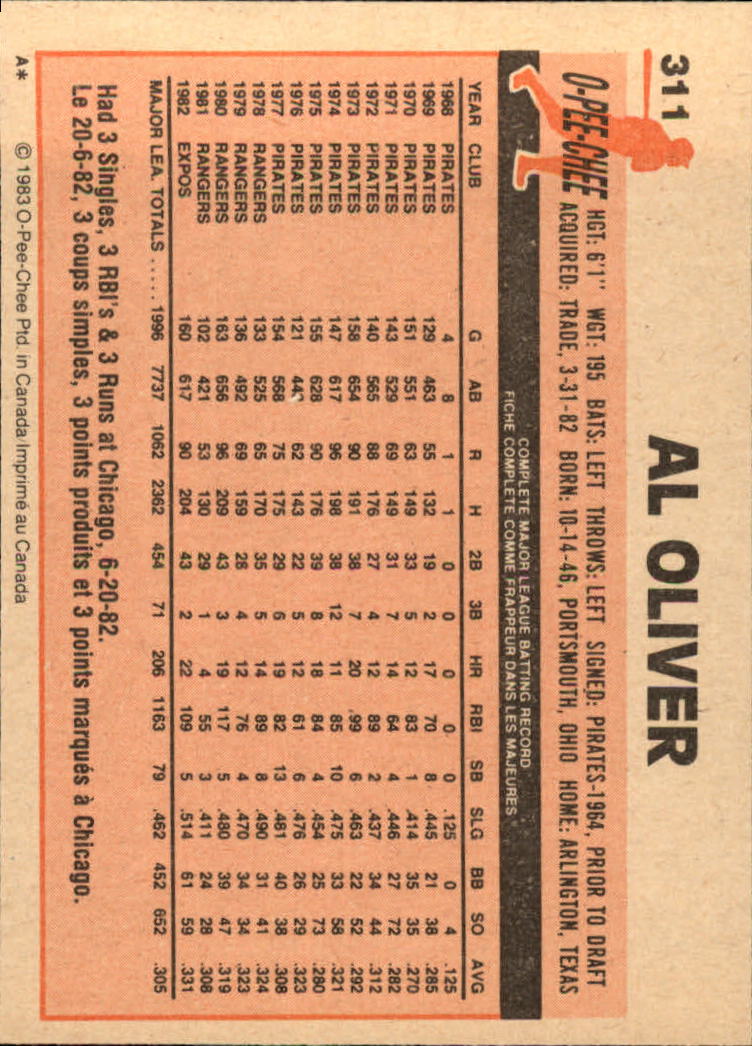 311
AL OLIVER
O-PEE-CHEE
HGT: 6'1" WGT: 195 BATS: LEFT THROWS: LEFT SIGNED: PIRATES-1964, PRIOR TO DRAFT
ACQUIRED: TRADE, 3-31-82 BORN: 10-14-46, PORTSMOUTH, OHIO HOME: ARLINGTON, TEXAS
COMPLETE MAJOR LEAGUE BATTING RECORD
FICHE COMPLÈTE COMME FRAPPEUR DANS LES MAJEURES
YEAR CLUB G AB R H 2B 3B HR RBI SB SLG BB SO AVG
1968 PIRATES 4 8 1 1 0 0 0 0 0 .125 0 4 .125
1969 PIRATES 129 463 55 132 19 2 17 70 8 .445 21 38 .285
1970 PIRATES 151 551 63 149 33 5 12 83 1 .414 35 35 .270
1971 PIRATES 143 529 69 149 31 7 14 64 4 .446 27 72 .282
1972 PIRATES 140 565 88 176 27 4 12 89 2 .437 34 44 .312
1973 PIRATES 158 654 90 191 38 7 20 99 6 .463 22 52 .292
1974 PIRATES 147 617 96 198 38 12 11 85 10 .475 33 58 .321
1975 PIRATES 155 628 90 176 39 8 18 84 4 .454 25 73 .280
1976 PIRATES 121 443 62 143 22 5 12 61 6 .476 26 29 .323
1977 PIRATES 154 568 75 175 29 6 19 82 13 .481 40 38 .308
1978 RANGERS 133 525 65 170 35 5 14 89 8 .490 31 41 .324
1979 RANGERS 136 492 69 159 28 4 12 76 4 .470 34 34 .323
1980 RANGERS 163 656 96 209 43 3 19 117 5 .480 39 47 .319
1981 RANGERS 102 421 53 130 29 1 4 55 3 .411 24 28 .308
1982 EXPOS 160 617 90 204 43 2 22 109 5 .514 61 59 .331
MAJOR LEA. TOTALS ..... 1996 7737 1062 2362 454 71 206 1163 79 .462 452 652 .305
Had 3 Singles, 3 RBI's & 3 Runs at Chicago, 6-20-82.
Le 20-6-82, 3 coups simples, 3 points produits et 3 points marqués à Chicago.
A* © 1983 O-Pee-Chee Ptd. in Canada/Imprimé au Canada